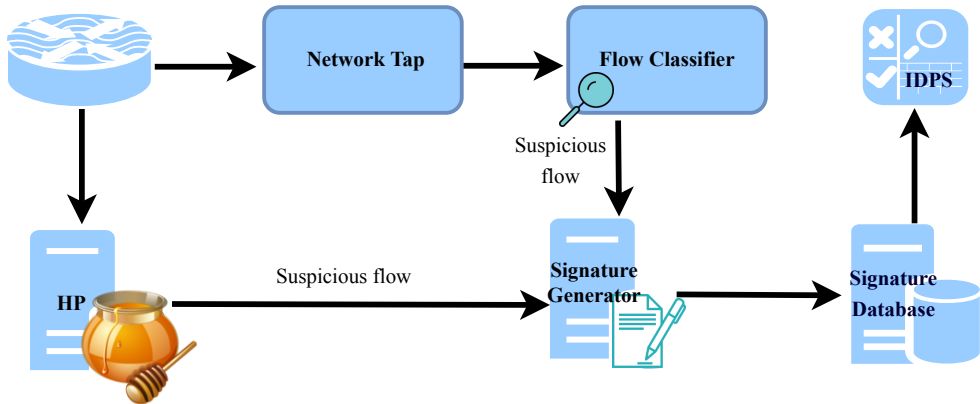 Network Tap
Flow Classifier
IDPS
Suspicious
flow
HP
Suspicious flow
Signature
Generator
Signature
Database